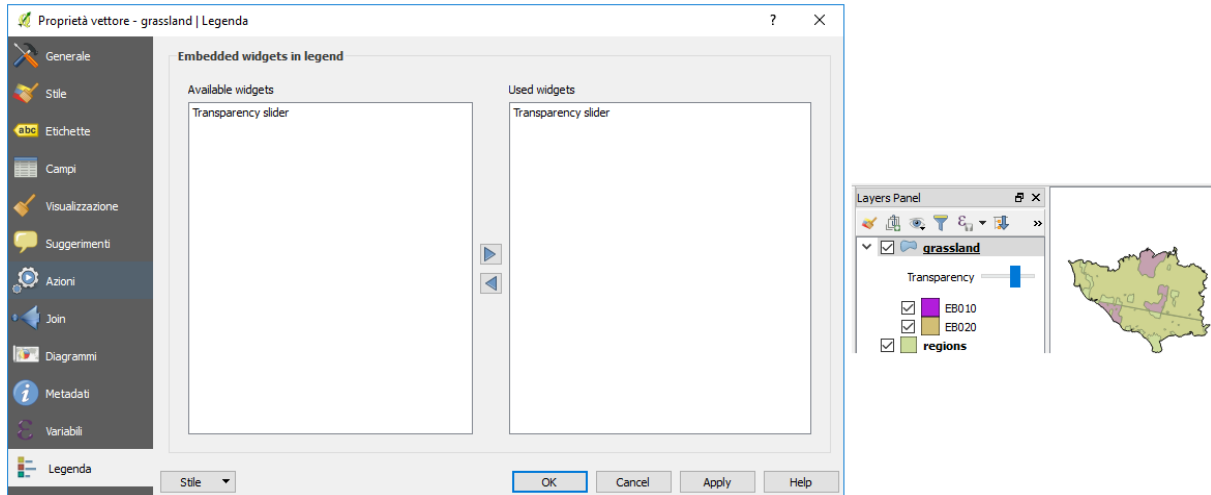 Proprietà vettore - grassland | Legenda
?
Generale
Stile
abc Etichette
Campi
Visualizzazione
Suggerimenti
Azioni
Join
Diagrammi
Metadati
Variabili
Legenda
Embedded widgets in legend
Available widgets
Transparency slider
Used widgets
Transparency slider
Stile
OK
Cancel
Apply
Help
Layers Panel
»
grassland
Transparency
EB010
EB020
regions